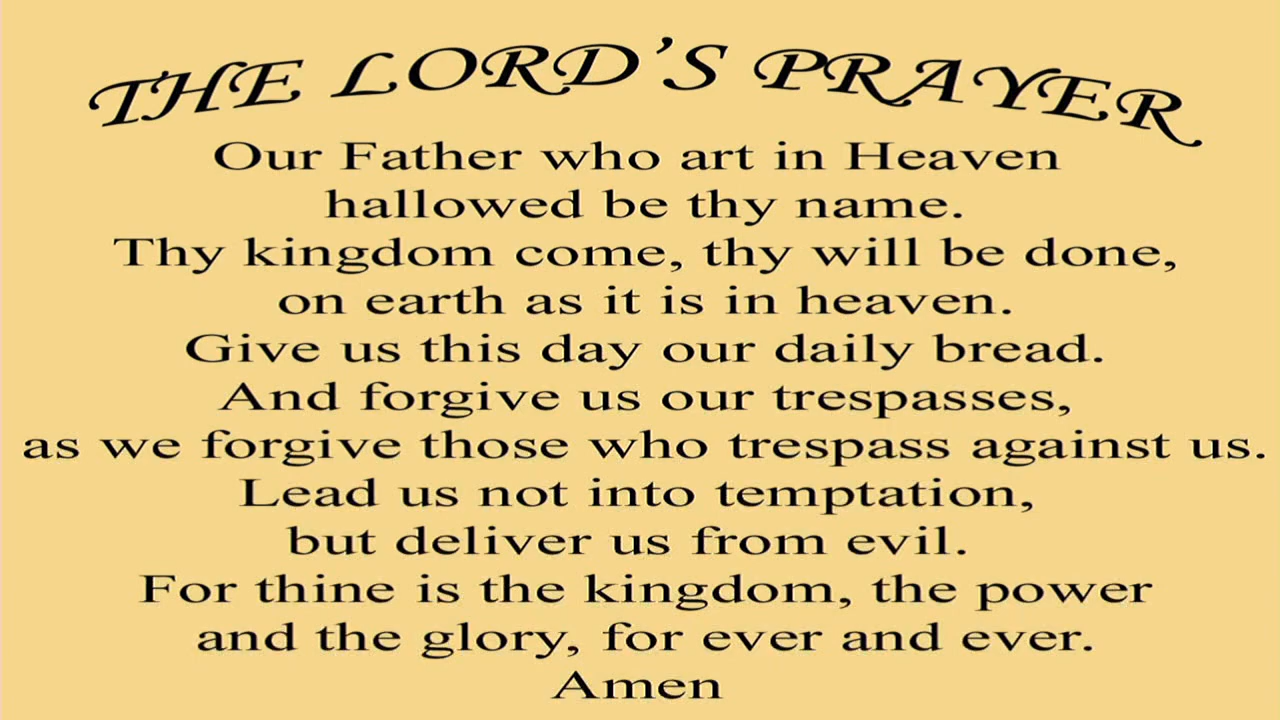 THE LORD'S PRAYER
Our Father who art in Heaven
hallowed be thy name.
Thy kingdom come, thy will be done,
on earth as it is in heaven.
Give us this day our daily bread.
And forgive us our trespasses,
as we forgive those who trespass against us.
Lead us not into temptation,
but deliver us from evil.
For thine is the kingdom, the power
and the glory, for ever and ever.
Amen